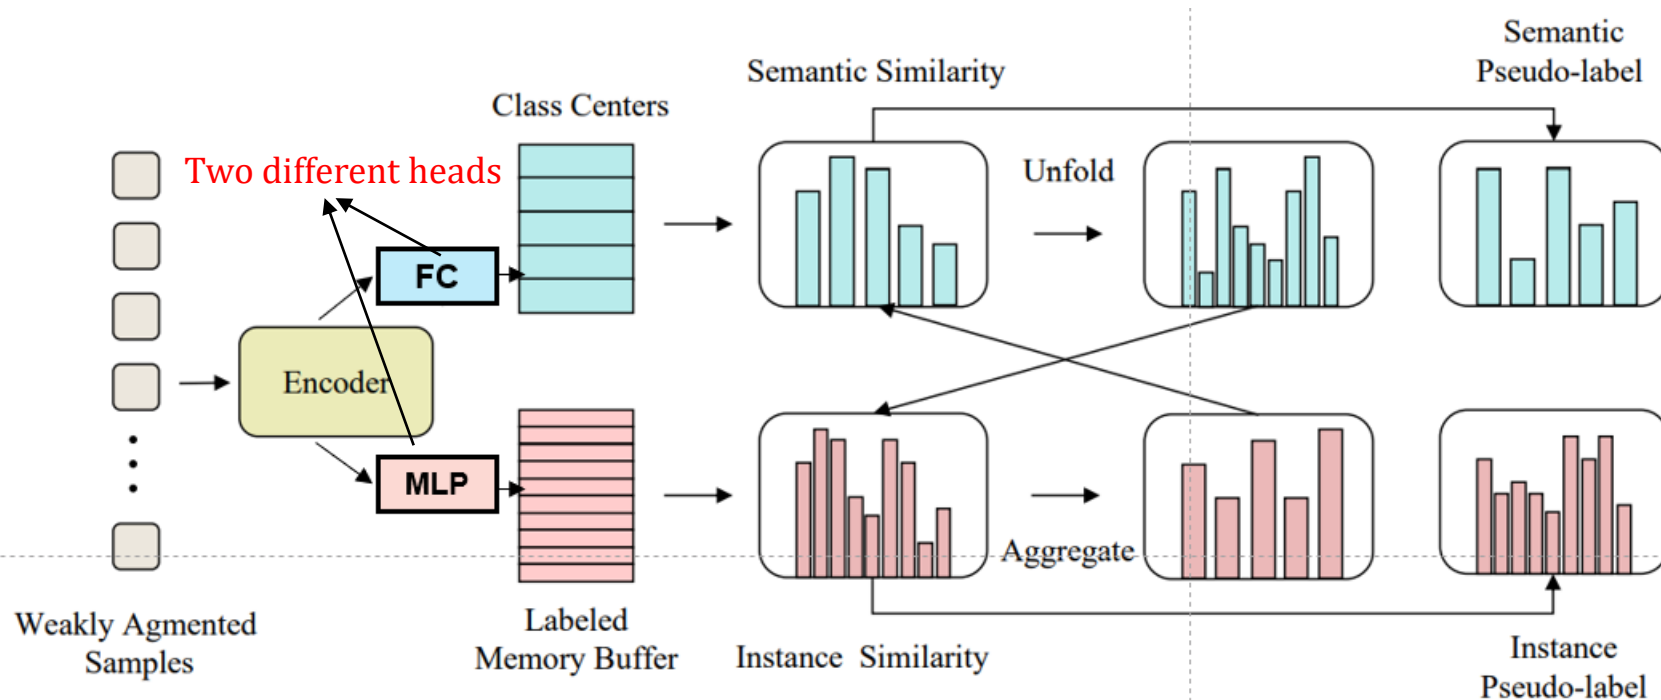 Semantic
Pseudo-label
Semantic Similarity
Class Centers
Two different heads
Unfold
FC
Encoder
MLP
Aggregate
Weakly Agmented
Samples
Labeled
Memory Buffer
Instance Similarity
Instance
Pseudo-label